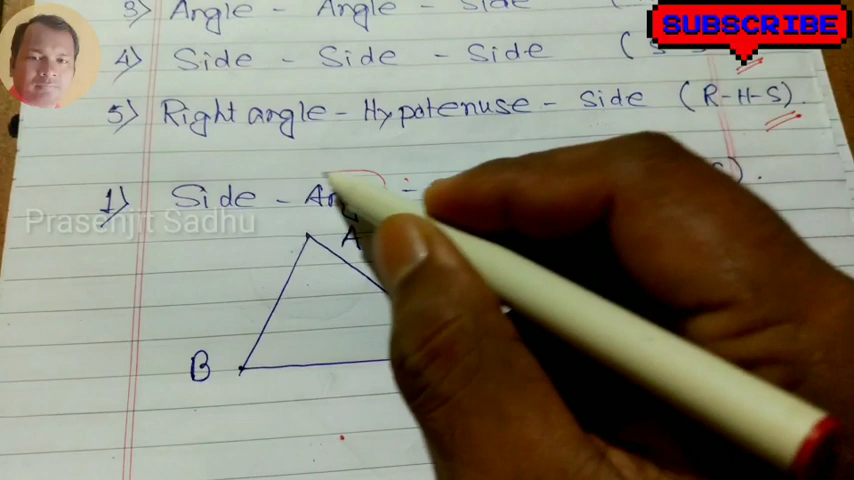 3) Angle - Angle - Side (
SUBSCRIBE
4) Side - Side - Side (
5) Right angle - Hypotenuse - Side (R-H-S).
1) Side - An
Prasenjit Sadhu
A
B